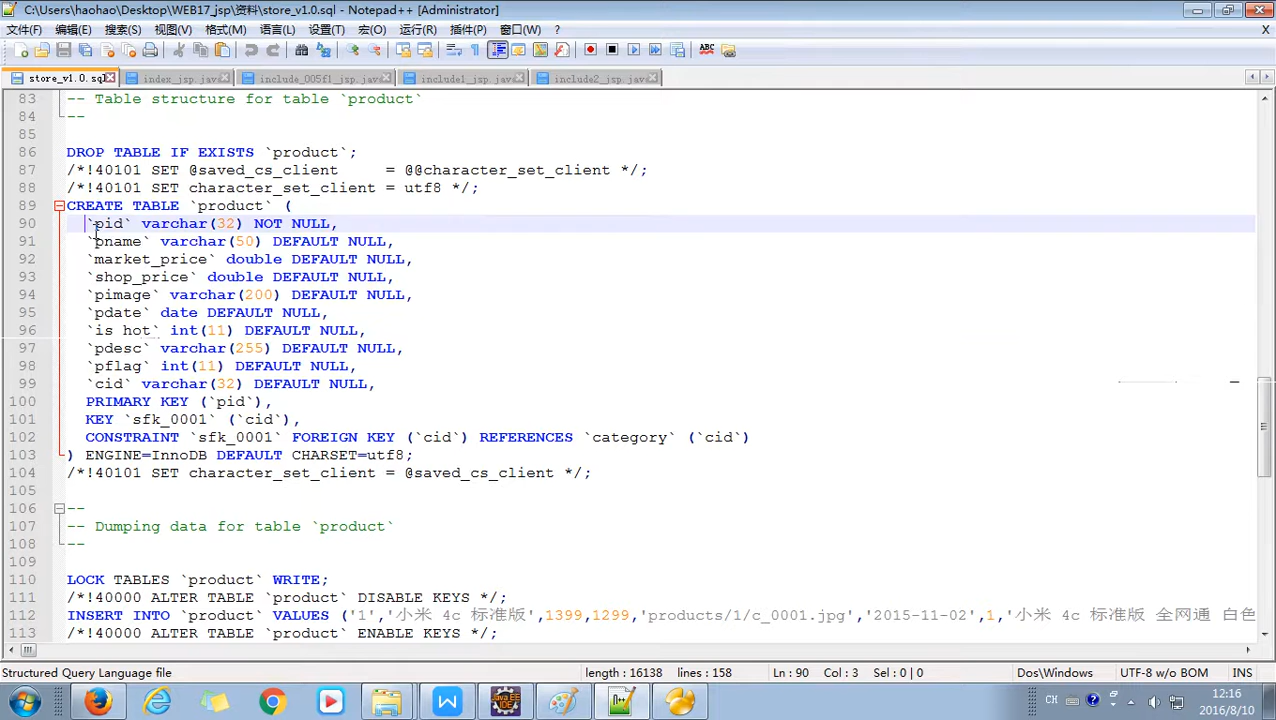 C:\Users\haohao\Desktop\WEB17_jsp\资料\store_v1.0.sql - Notepad++ [Administrator]
文件(F) 编辑(E) 搜索(S) 视图(V) 格式(M) 语言(L) 设置(T) 宏(O) 运行(R) 插件(P) 窗口(W) ? X
store_v1.0.sql index_jsp.java include_005f1_jsp.java include1_jsp.java include2_jsp.java
83 -- Table structure for table `product`
84 --
85
86 DROP TABLE IF EXISTS `product`;
87 /*!40101 SET @saved_cs_client     = @@character_set_client */;
88 /*!40101 SET character_set_client = utf8 */;
89 CREATE TABLE `product` (
90   `pid` varchar(32) NOT NULL,
91   `pname` varchar(50) DEFAULT NULL,
92   `market_price` double DEFAULT NULL,
93   `shop_price` double DEFAULT NULL,
94   `pimage` varchar(200) DEFAULT NULL,
95   `pdate` date DEFAULT NULL,
96   `is_hot` int(11) DEFAULT NULL,
97   `pdesc` varchar(255) DEFAULT NULL,
98   `pflag` int(11) DEFAULT NULL,
99   `cid` varchar(32) DEFAULT NULL,
100   PRIMARY KEY (`pid`),
101   KEY `sfk_0001` (`cid`),
102   CONSTRAINT `sfk_0001` FOREIGN KEY (`cid`) REFERENCES `category` (`cid`)
103 ) ENGINE=InnoDB DEFAULT CHARSET=utf8;
104 /*!40101 SET character_set_client = @saved_cs_client */;
105
106 --
107 -- Dumping data for table `product`
108 --
109
110 LOCK TABLES `product` WRITE;
111 /*!40000 ALTER TABLE `product` DISABLE KEYS */;
112 INSERT INTO `product` VALUES ('1','小米 4c 标准版',1399,1299,'products/1/c_0001.jpg','2015-11-02',1,'小米 4c 标准版 全网通 白色
113 /*!40000 ALTER TABLE `product` ENABLE KEYS */;
Structured Query Language file length : 16138 lines : 158 Ln : 90 Col : 3 Sel : 0 | 0 Dos\Windows UTF-8 w/o BOM INS
CH 12:16
2016/8/10